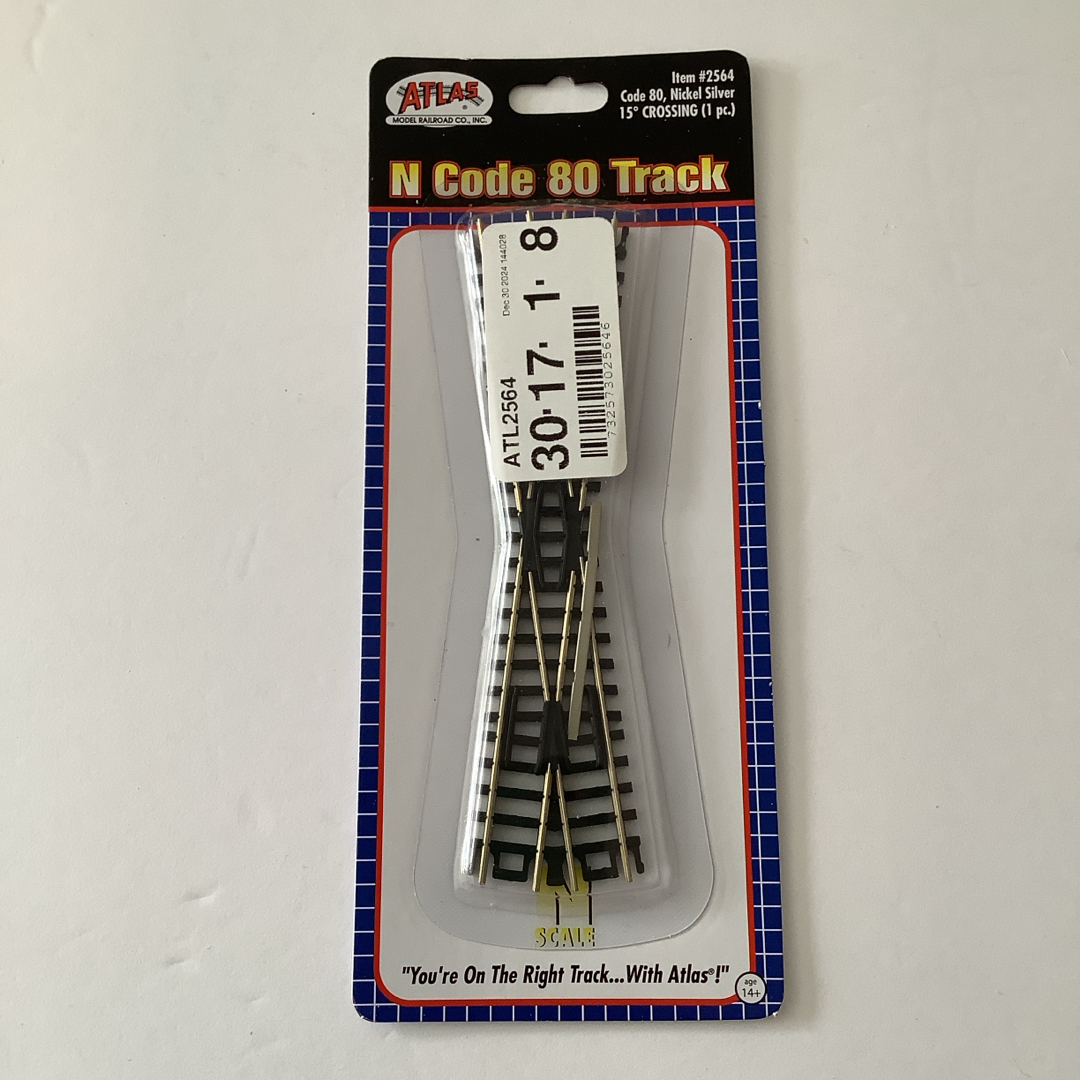 ATLAS®
MODEL RAILROAD CO., INC.
Item #2564
Code 80, Nickel Silver
15° CROSSING (1 pc.)
N Code 80 Track
Dec 30 2024 144028
ATL2564
30·17· 1· 8
732573025646
N
SCALE
"You're On The Right Track...With Atlas®!"
age
14+